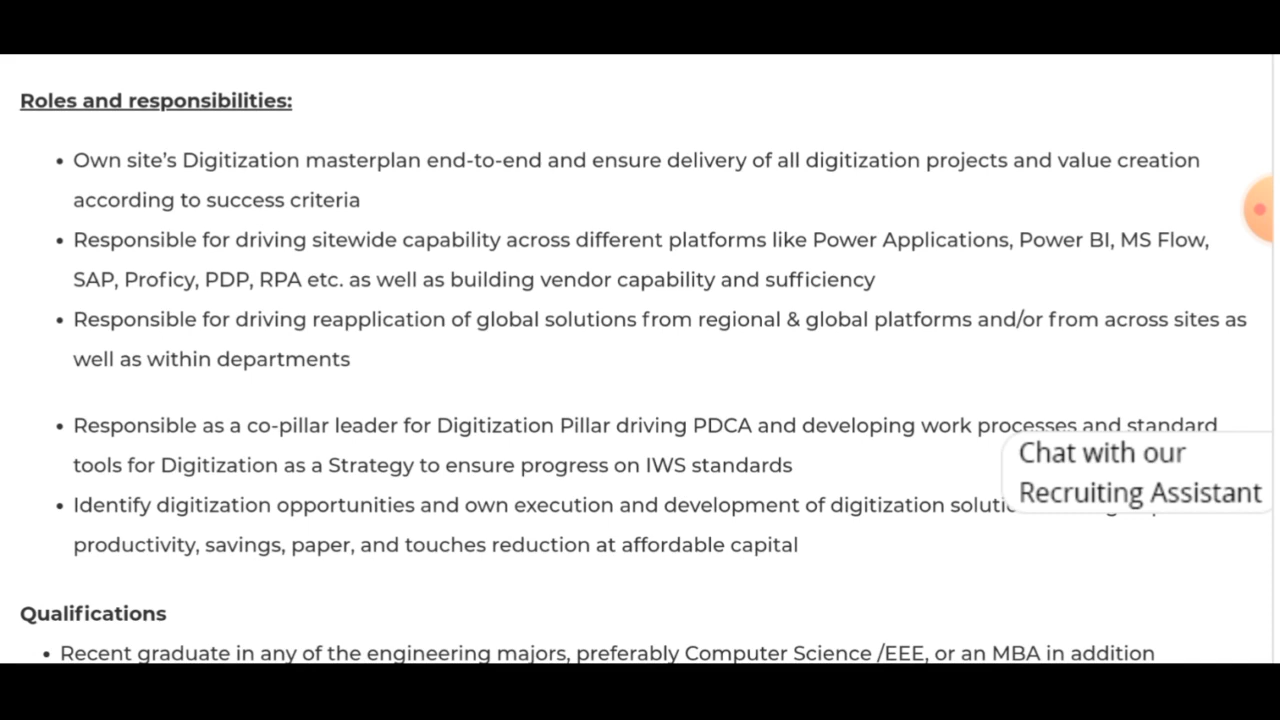 Roles and responsibilities:
• Own site's Digitization masterplan end-to-end and ensure delivery of all digitization projects and value creation
according to success criteria
• Responsible for driving sitewide capability across different platforms like Power Applications, Power BI, MS Flow,
SAP, Proficy, PDP, RPA etc. as well as building vendor capability and sufficiency
• Responsible for driving reapplication of global solutions from regional & global platforms and/or from across sites as
well as within departments
• Responsible as a co-pillar leader for Digitization Pillar driving PDCA and developing work processes and standard
tools for Digitization as a Strategy to ensure progress on IWS standards
• Identify digitization opportunities and own execution and development of digitization
productivity, savings, paper, and touches reduction at affordable capital
Chat with our
Recruiting Assistant
Qualifications
• Recent graduate in any of the engineering majors, preferably Computer Science /EEE, or an MBA in addition